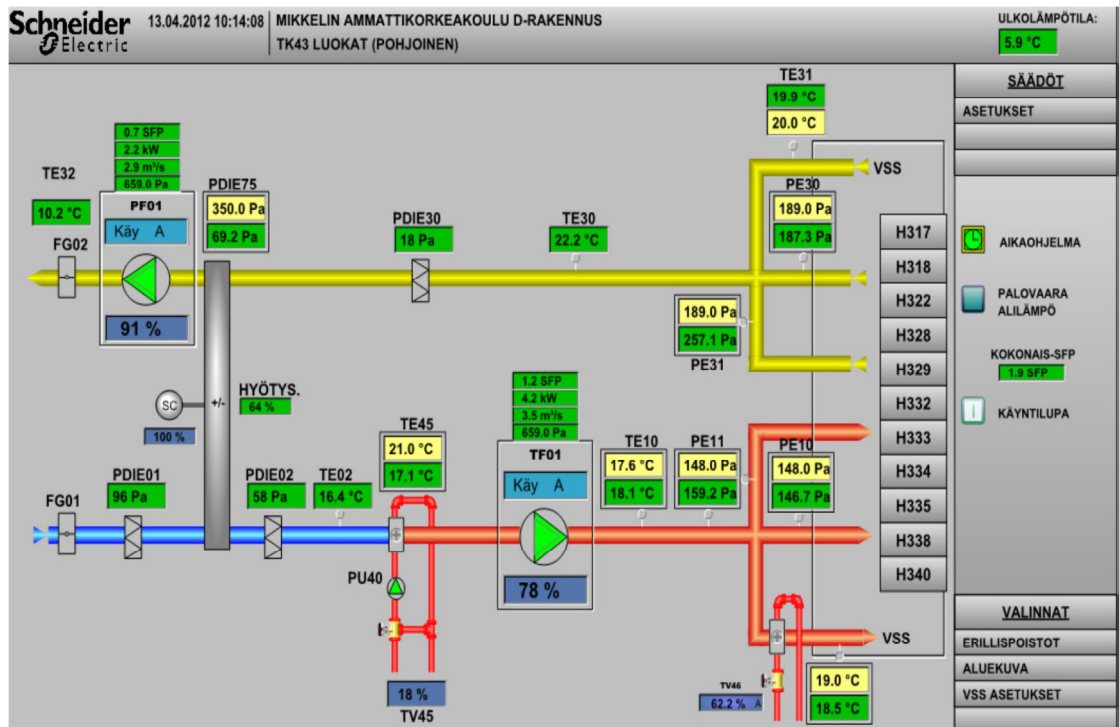 Schneider Electric
13.04.2012 10:14:08
MIKKELIN AMMATTIKORKEAKOULU D-RAKENNUS
TK43 LUOKAT (POHJOINEN)
ULKOLÄMPÖTILA:
5.9 °C
SÄÄDÖT
ASETUKSET
AIKAOHJELMA
PALOVAARA
ALILÄMPÖ
KOKONAIS-SFP
1.9 SFP
KÄYNTILUPA
VALINNAT
ERILLISPOISTOT
ALUEKUVA
VSS ASETUKSET
TE31
19.9 °C
20.0 °C
VSS
0.7 SFP
2.2 kW
2.9 m³/s
659.0 Pa
TE32
10.2 °C
FG02
PF01
Käy A
91 %
PDIE75
350.0 Pa
69.2 Pa
PDIE30
18 Pa
TE30
22.2 °C
PE30
189.0 Pa
187.3 Pa
189.0 Pa
257.1 Pa
PE31
H317
H318
H322
H328
H329
H332
H333
H334
H335
H338
H340
SC
+/-
HYÖTYS.
64 %
100 %
1.2 SFP
4.2 kW
3.5 m³/s
659.0 Pa
TF01
Käy A
78 %
TE45
21.0 °C
17.1 °C
TE10
17.6 °C
18.1 °C
PE11
148.0 Pa
159.2 Pa
PE10
148.0 Pa
146.7 Pa
FG01
PDIE01
96 Pa
PDIE02
58 Pa
TE02
16.4 °C
PU40
18 %
TV45
VSS
TV46
62.2 % A
19.0 °C
18.5 °C